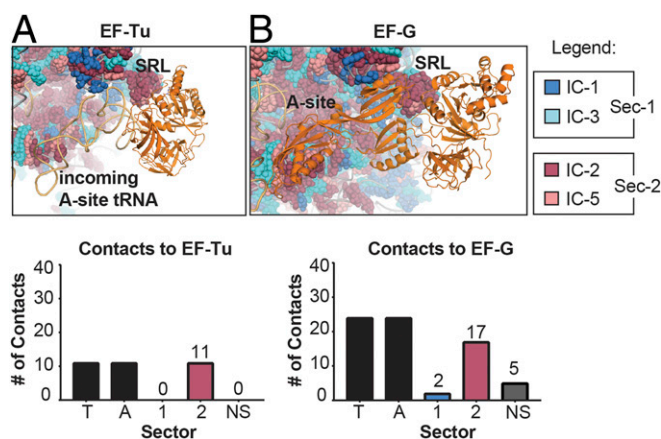 A
EF-Tu
SRL
incoming
A-site tRNA
B
EF-G
SRL
A-site
Legend:
IC-1
IC-3
Sec-1
IC-2
IC-5
Sec-2
Contacts to EF-Tu
# of Contacts
40
30
20
10
0
11
0
0
T A 1 2 NS
Sector
Contacts to EF-G
# of Contacts
40
30
20
10
0
2
17
5
T A 1 2 NS
Sector